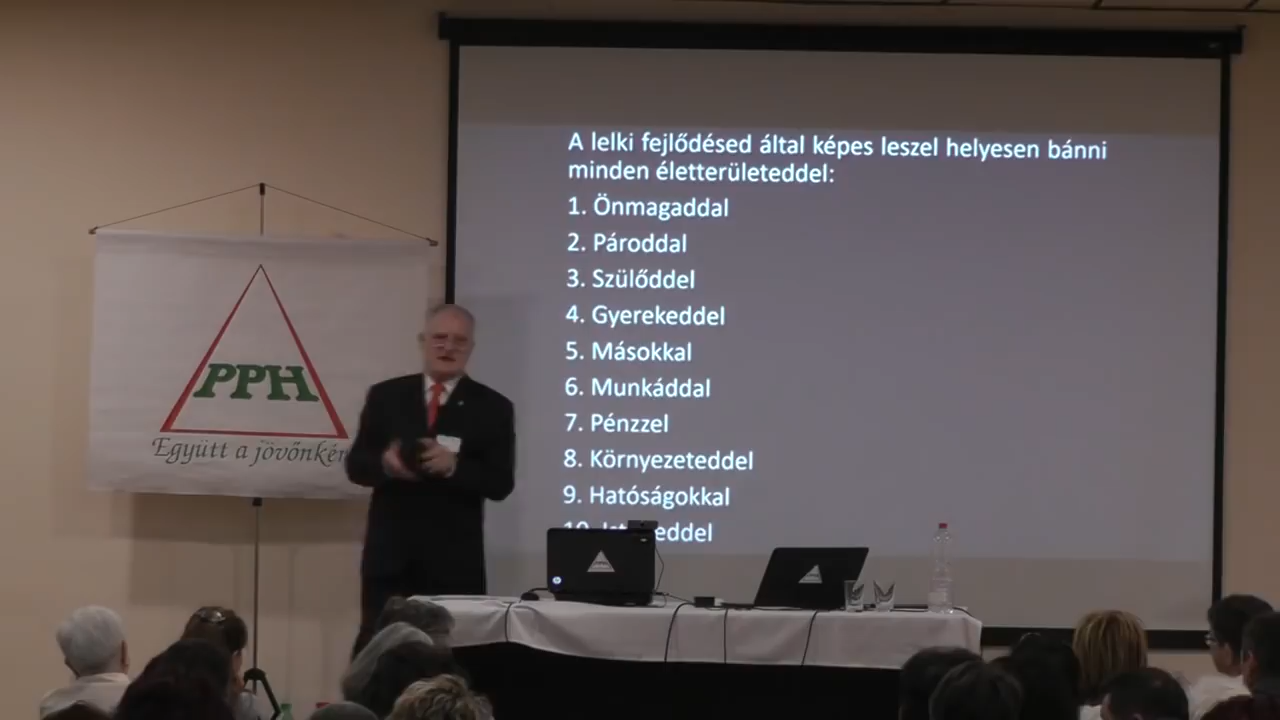 A lelki fejlődésed által képes leszel helyesen bánni
minden életterületeddel:
1. Önmagaddal
2. Pároddal
3. Szülőddel
4. Gyerekeddel
5. Másokkal
6. Munkáddal
7. Pénzzel
8. Környezeteddel
9. Hatóságokkal
10.
PPH
Együtt a